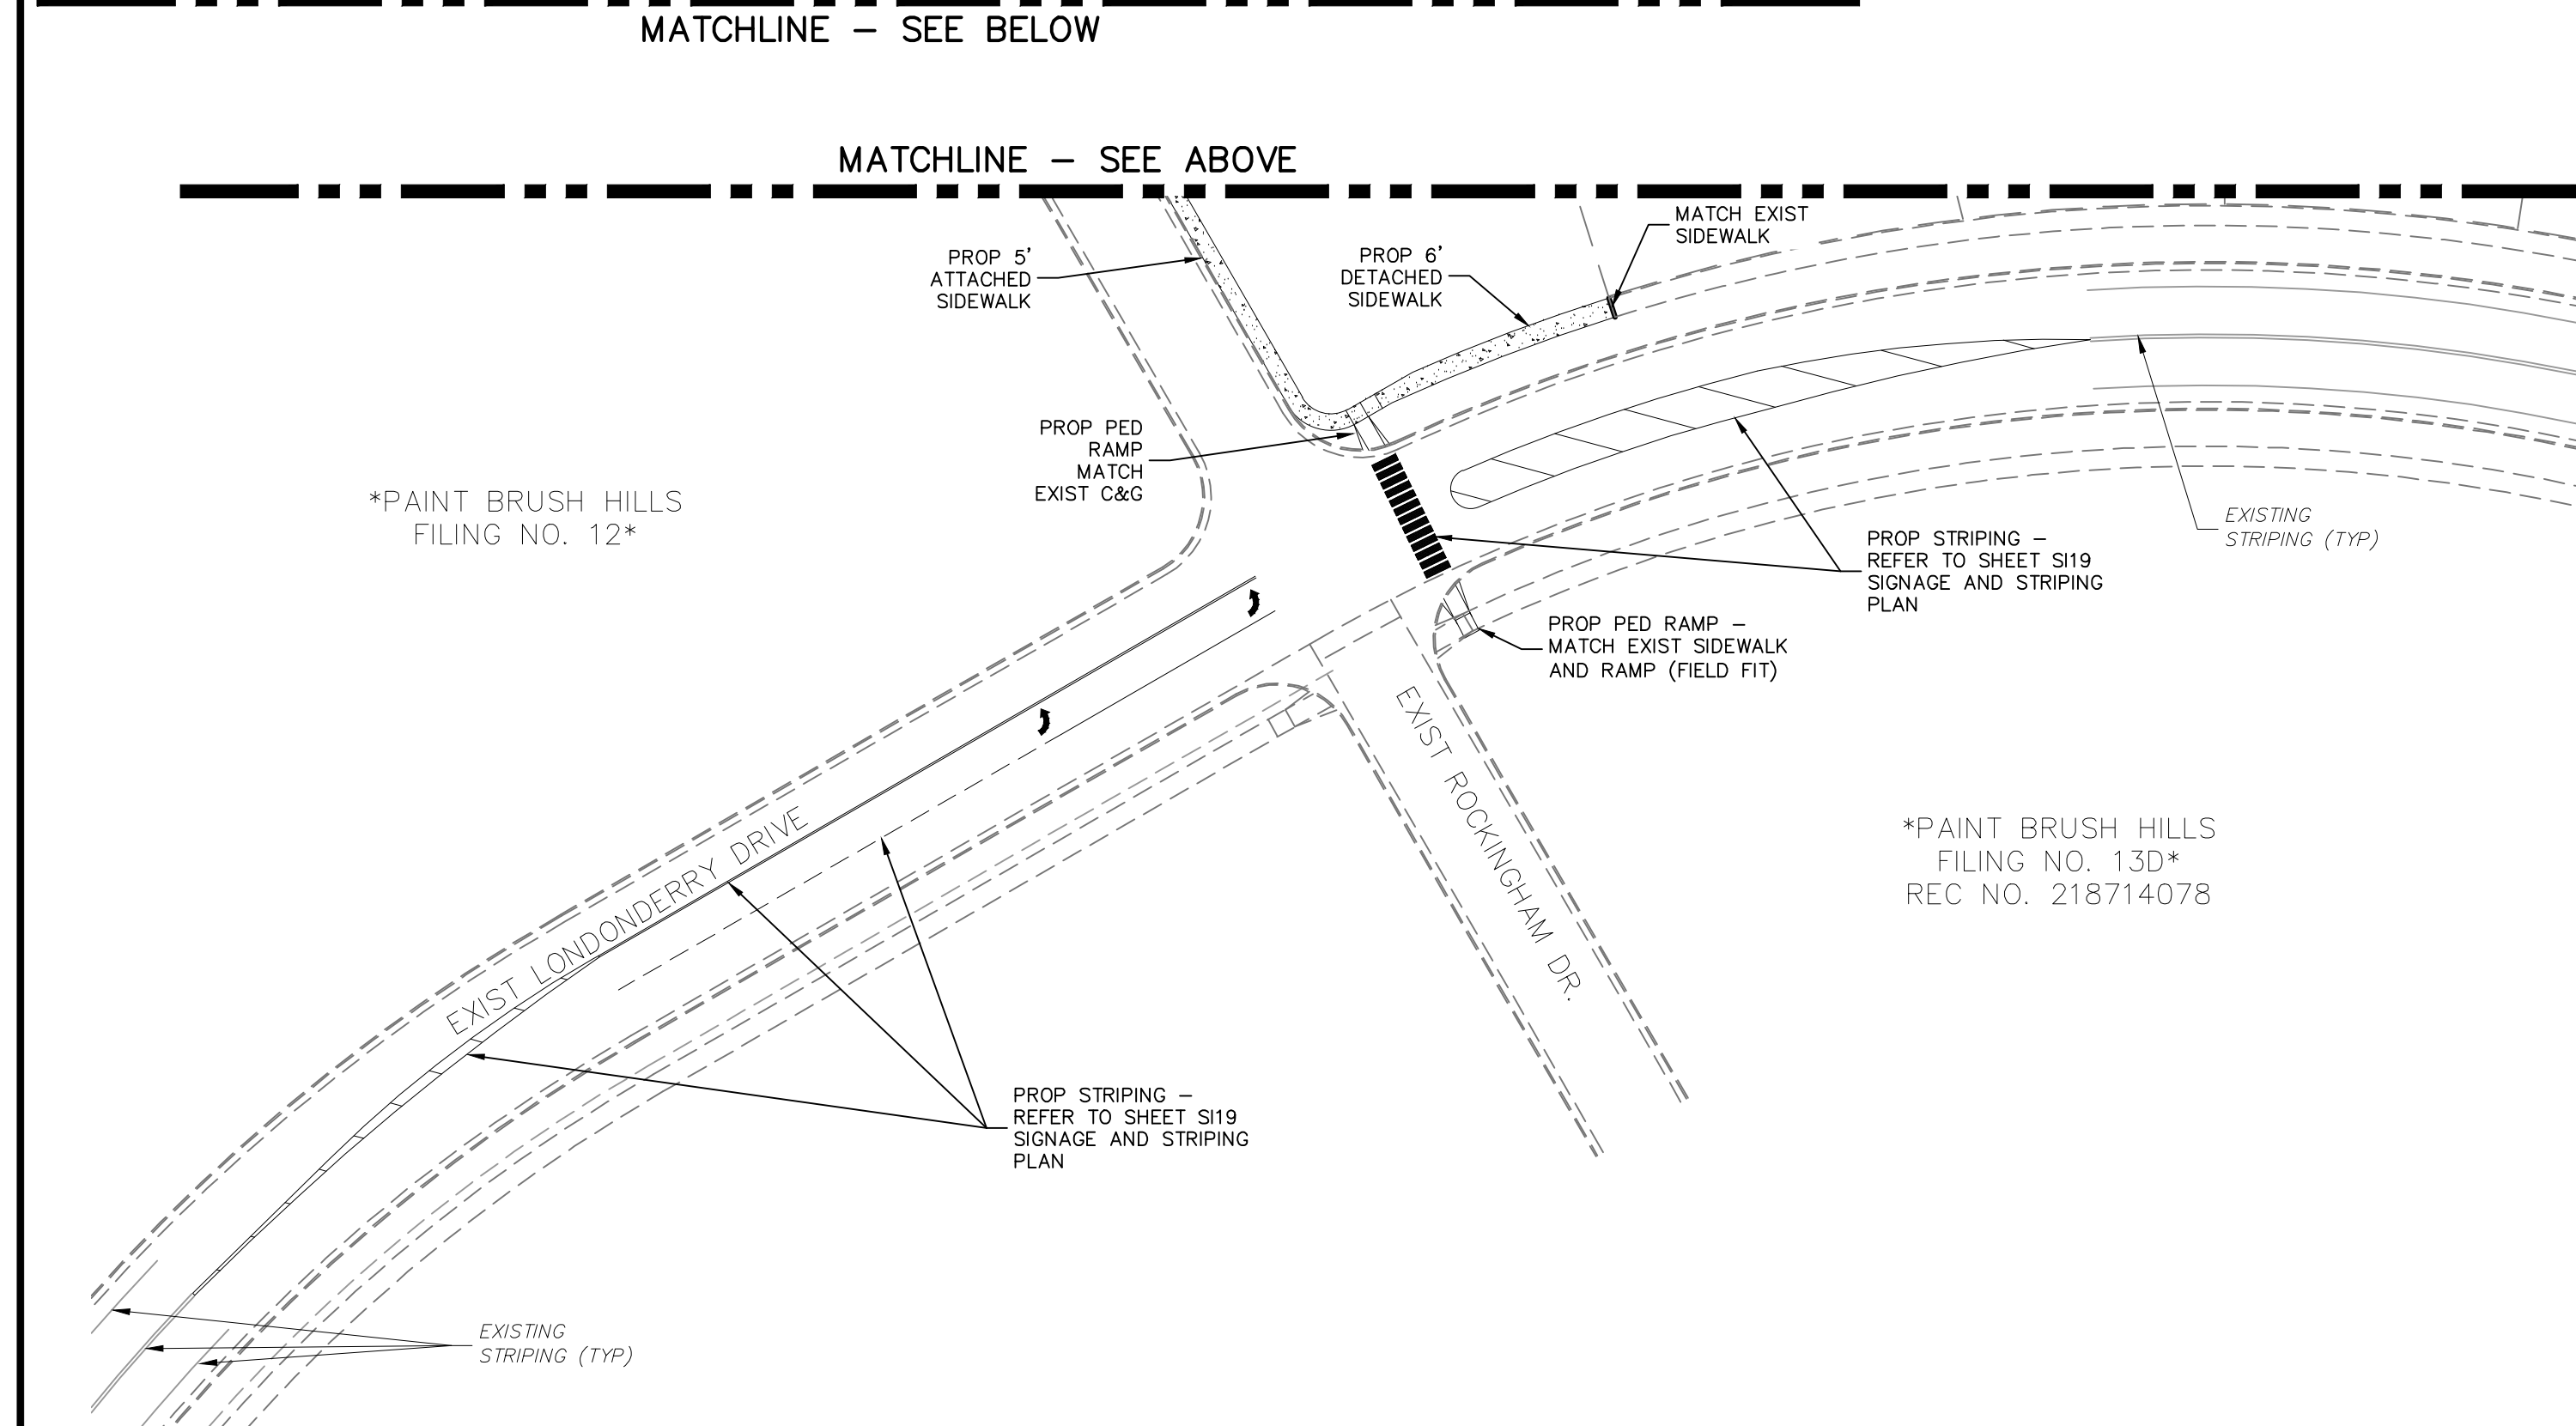 MATCHLINE – SEE BELOW
MATCHLINE – SEE ABOVE
MATCH EXIST
SIDEWALK
PROP 5'
ATTACHED
SIDEWALK
PROP 6'
DETACHED
SIDEWALK
PROP PED
RAMP
MATCH
EXIST C&G
*PAINT BRUSH HILLS
FILING NO. 12*
EXISTING
STRIPING (TYP)
PROP STRIPING –
REFER TO SHEET SI19
SIGNAGE AND STRIPING
PLAN
PROP PED RAMP –
MATCH EXIST SIDEWALK
AND RAMP (FIELD FIT)
EXIST ROCKINGHAM DR.
EXIST LONDONDERRY DRIVE
*PAINT BRUSH HILLS
FILING NO. 13D*
REC NO. 218714078
PROP STRIPING –
REFER TO SHEET SI19
SIGNAGE AND STRIPING
PLAN
EXISTING
STRIPING (TYP)